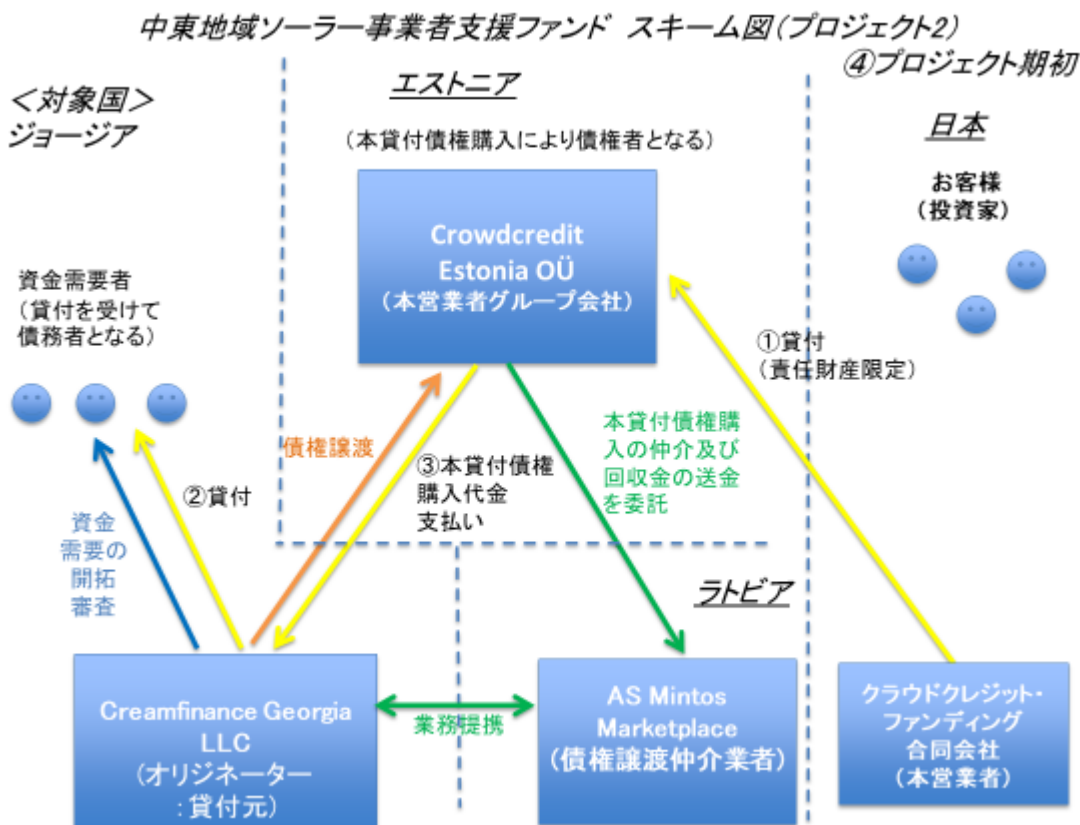 中東地域ソーラー事業者支援ファンド スキーム図(プロジェクト2)
④プロジェクト期初
<対象国>
ジョージア
エストニア
(本貸付債権購入により債権者となる)
日本
お客様
(投資家)
Crowdcredit
Estonia OÜ
(本営業者グループ会社)
資金需要者
(貸付を受けて
債務者となる)
①貸付
(責任財産限定)
債権譲渡
③本貸付債権
購入代金
支払い
本貸付債権購
入の仲介及び
回収金の送金
を委託
②貸付
資金
需要の
開拓
審査
ラトビア
Creamfinance Georgia
LLC
(オリジネーター
:貸付元)
業務提携
AS Mintos
Marketplace
(債権譲渡仲介業者)
クラウドクレジット・
ファンディング
合同会社
(本営業者)